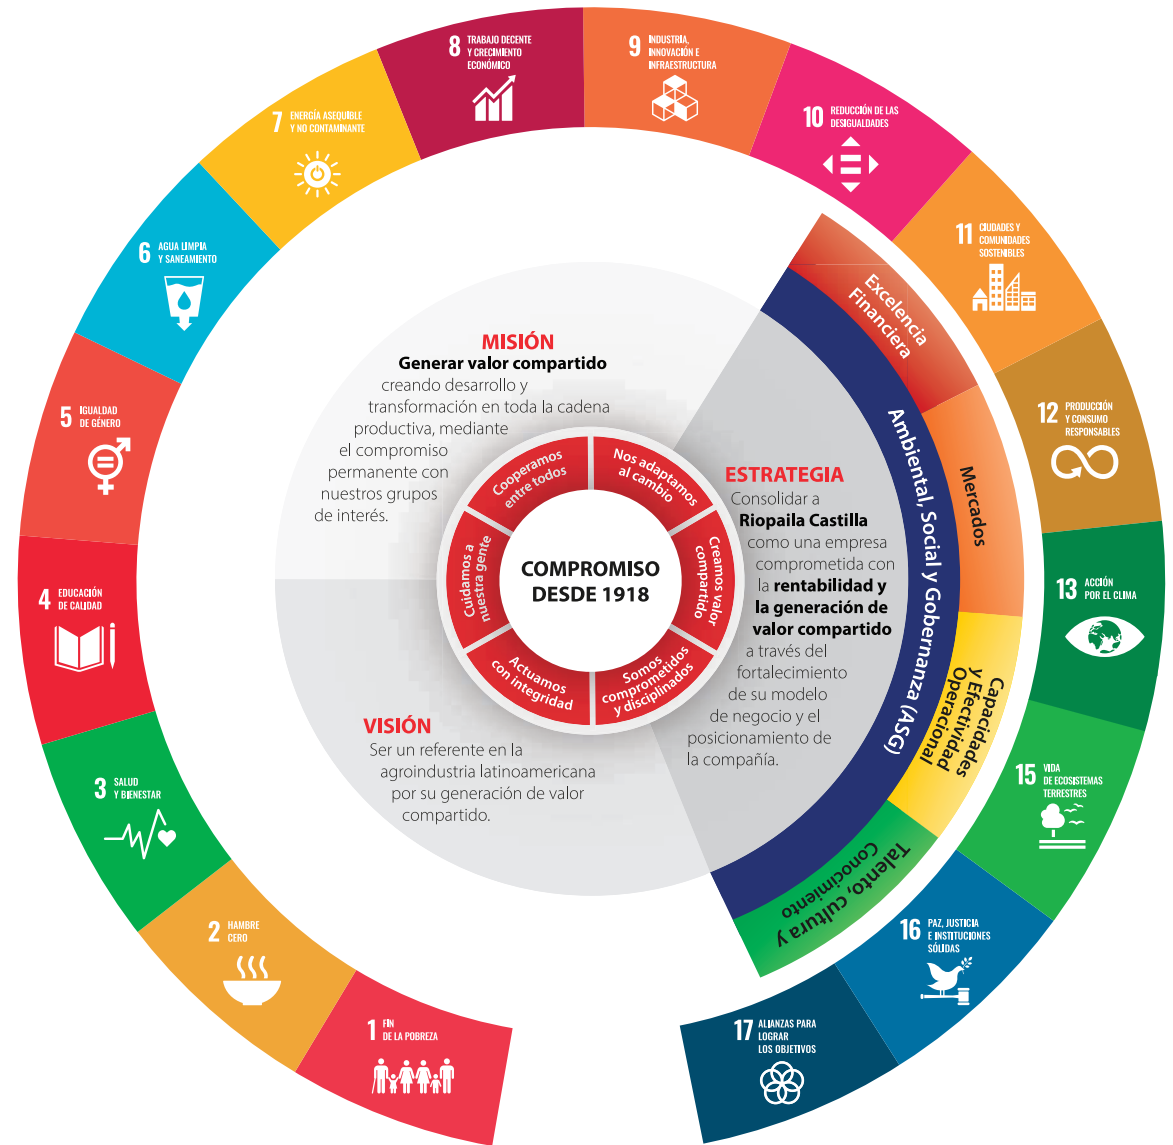 8 TRABAJO DECENTE
Y CRECIMIENTO
ECONÓMICO
9 INDUSTRIA,
INNOVACIÓN E
INFRAESTRUCTURA
7 ENERGÍA ASEQUIBLE
Y NO CONTAMINANTE
10 REDUCCIÓN DE LAS
DESIGUALDADES
6 AGUA LIMPIA
Y SANEAMIENTO
11 CIUDADES Y
COMUNIDADES
SOSTENIBLES
5 IGUALDAD
DE GÉNERO
12 PRODUCCIÓN
Y CONSUMO
RESPONSABLES
4 EDUCACIÓN
DE CALIDAD
13 ACCIÓN
POR EL CLIMA
3 SALUD
Y BIENESTAR
15 VIDA
DE ECOSISTEMAS
TERRESTRES
2 HAMBRE
CERO
16 PAZ, JUSTICIA
E INSTITUCIONES
SÓLIDAS
1 FIN
DE LA POBREZA
17 ALIANZAS PARA
LOGRAR
LOS OBJETIVOS
MISIÓN
Generar valor compartido
creando desarrollo y
transformación en toda la cadena
productiva, mediante
el compromiso
permanente con
nuestros grupos
de interés.
VISIÓN
Ser un referente en la
agroindustria latinoamericana
por su generación de valor
compartido.
ESTRATEGIA
Consolidar a
Riopaila Castilla
como una empresa
comprometida con
la rentabilidad y
la generación de
valor compartido
a través del
fortalecimiento
de su modelo
de negocio y el
posicionamiento de
la compañía.
COMPROMISO
DESDE 1918
Cooperamos
entre todos
Nos adaptamos
al cambio
Creamos valor
compartido
Somos
comprometidos
y disciplinados
Actuamos
con integridad
Cuidamos a
nuestra gente
Ambiental, Social y Gobernanza (ASG)
Excelencia
Financiera
Mercados
Capacidades
y Efectividad
Operacional
Talento, cultura y
Conocimiento